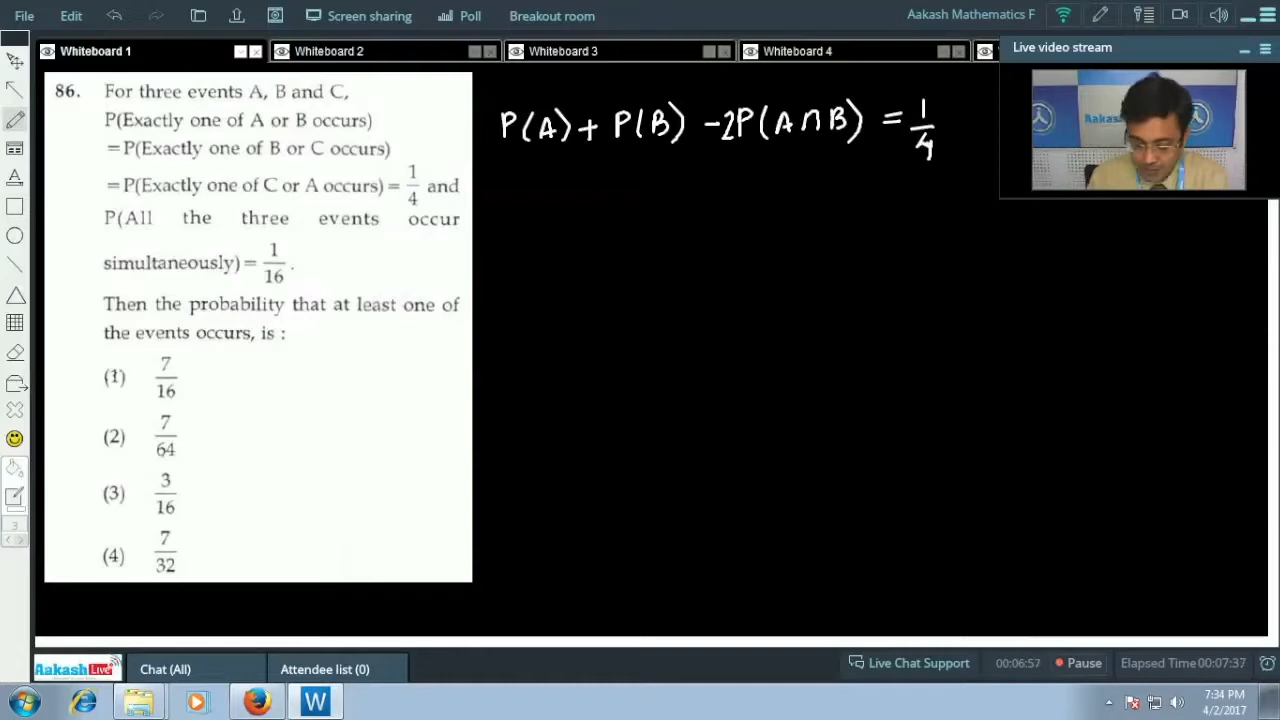 File Edit Screen sharing Poll Breakout room Aakash Mathematics F
Whiteboard 1 Whiteboard 2 Whiteboard 3 Whiteboard 4 Live video stream
86. For three events A, B and C,
P(Exactly one of A or B occurs)
=P(Exactly one of B or C occurs)
=P(Exactly one of C or A occurs)= 1/4 and
P(All the three events occur
simultaneously)= 1/16 .
Then the probability that at least one of
the events occurs, is :
(1) 7/16
(2) 7/64
(3) 3/16
(4) 7/32
P(A)+ P(B) -2P(A∩B) = 1/4
Aakash
3
Aakash Live Chat (All) Attendee list (0) Live Chat Support 00:06:57 Pause Elapsed Time 00:07:37
W
7:34 PM
4/2/2017